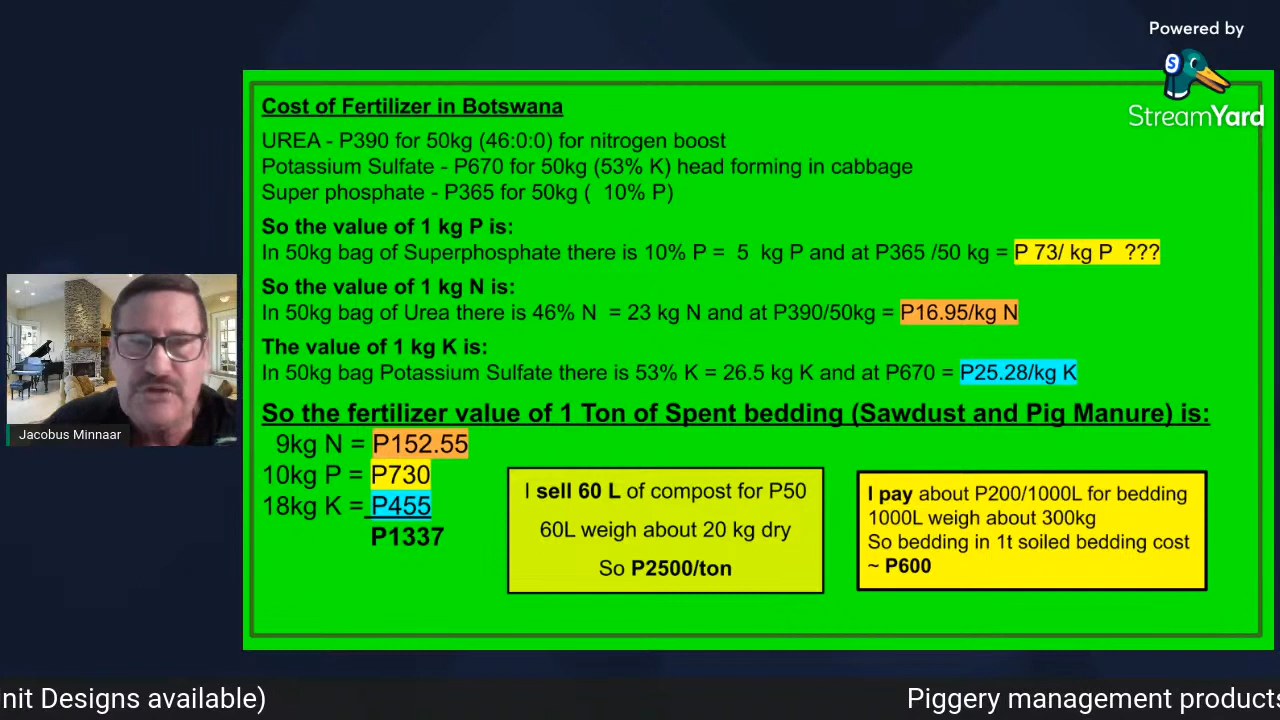 Powered by
StreamYard
Cost of Fertilizer in Botswana
UREA - P390 for 50kg (46:0:0) for nitrogen boost
Potassium Sulfate - P670 for 50kg (53% K) head forming in cabbage
Super phosphate - P365 for 50kg ( 10% P)
So the value of 1 kg P is:
In 50kg bag of Superphosphate there is 10% P = 5 kg P and at P365 /50 kg = P 73/ kg P ???
So the value of 1 kg N is:
In 50kg bag of Urea there is 46% N = 23 kg N and at P390/50kg = P16.95/kg N
The value of 1 kg K is:
In 50kg bag Potassium Sulfate there is 53% K = 26.5 kg K and at P670 = P25.28/kg K
So the fertilizer value of 1 Ton of Spent bedding (Sawdust and Pig Manure) is:
9kg N = P152.55
10kg P = P730
18kg K = P455
P1337
I sell 60 L of compost for P50
60L weigh about 20 kg dry
So P2500/ton
I pay about P200/1000L for bedding
1000L weigh about 300kg
So bedding in 1t soiled bedding cost
~ P600
Jacobus Minnaar
nit Designs available)
Piggery management products